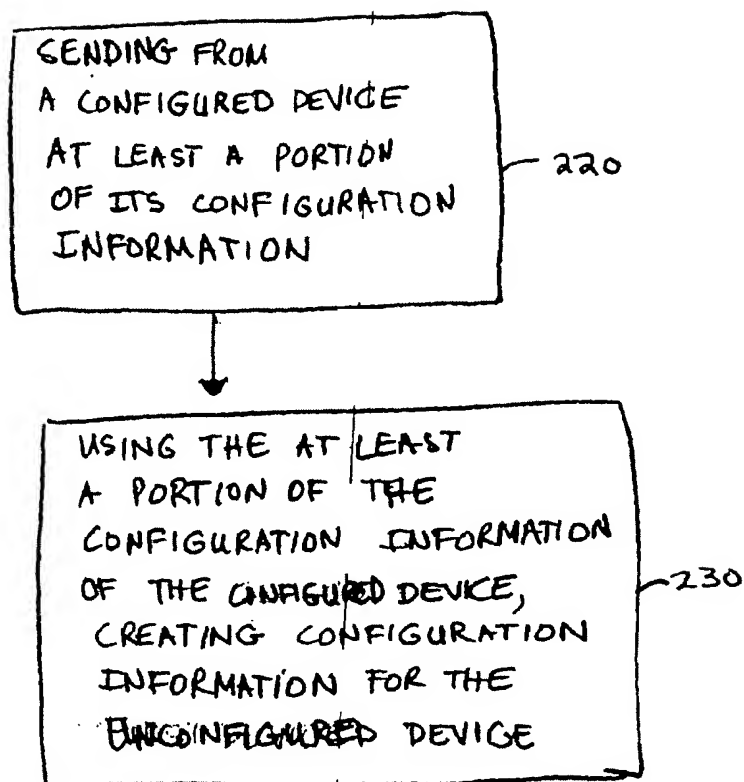 SENDING FROM
A CONFIGURED DEVICE
AT LEAST A PORTION
OF ITS CONFIGURATION
INFORMATION
220
USING THE AT LEAST
A PORTION OF THE
CONFIGURATION INFORMATION
OF THE CONFIGURED DEVICE,
230
CREATING CONFIGURATION
INFORMATION FOR THE
UNCONFIGURED DEVICE